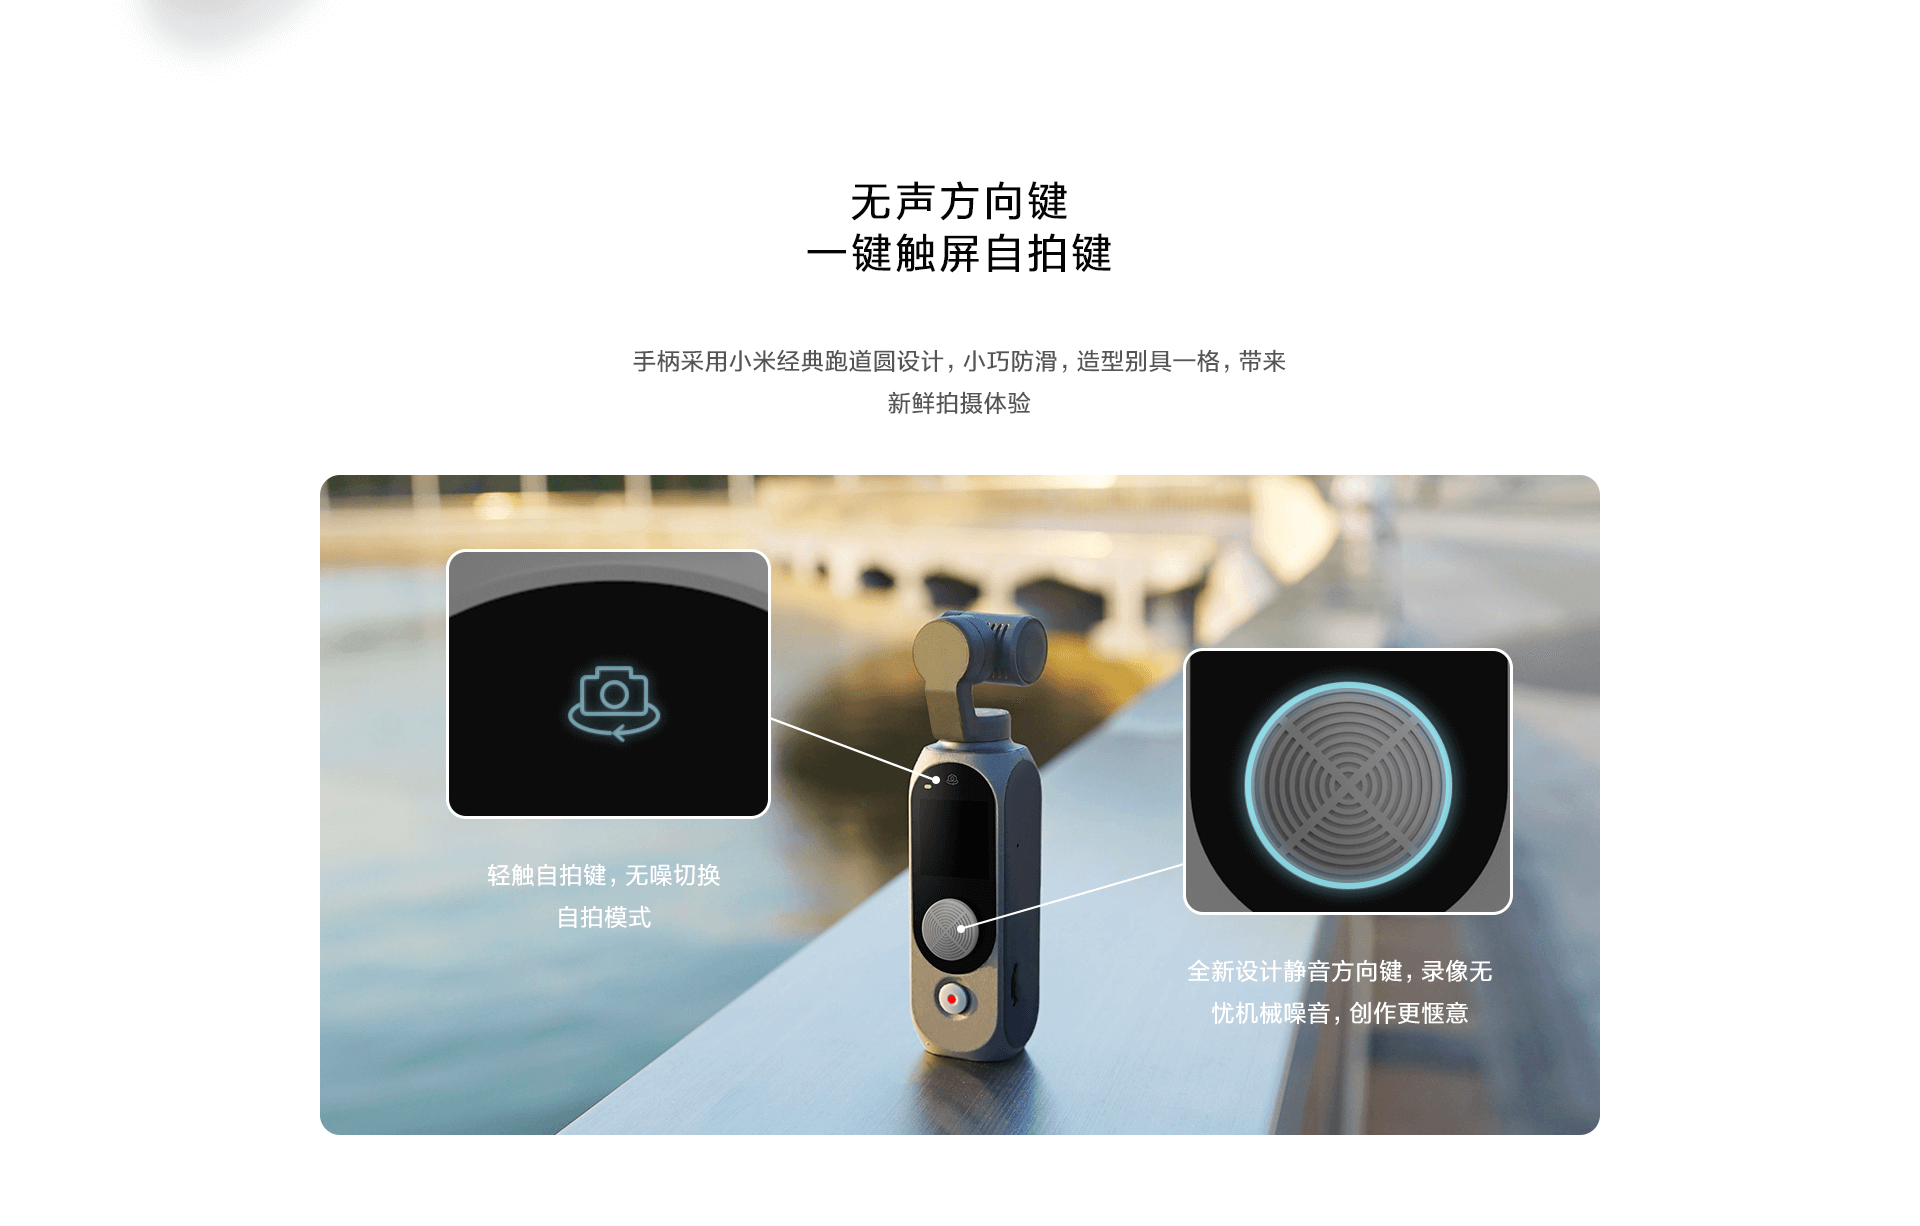 无声方向键
一键触屏自拍键
手柄采用小米经典跑道圆设计，小巧防滑，造型别具一格，带来
新鲜拍摄体验
轻触自拍键，无噪切换
自拍模式
全新设计静音方向键，录像无
忧机械噪音，创作更惬意